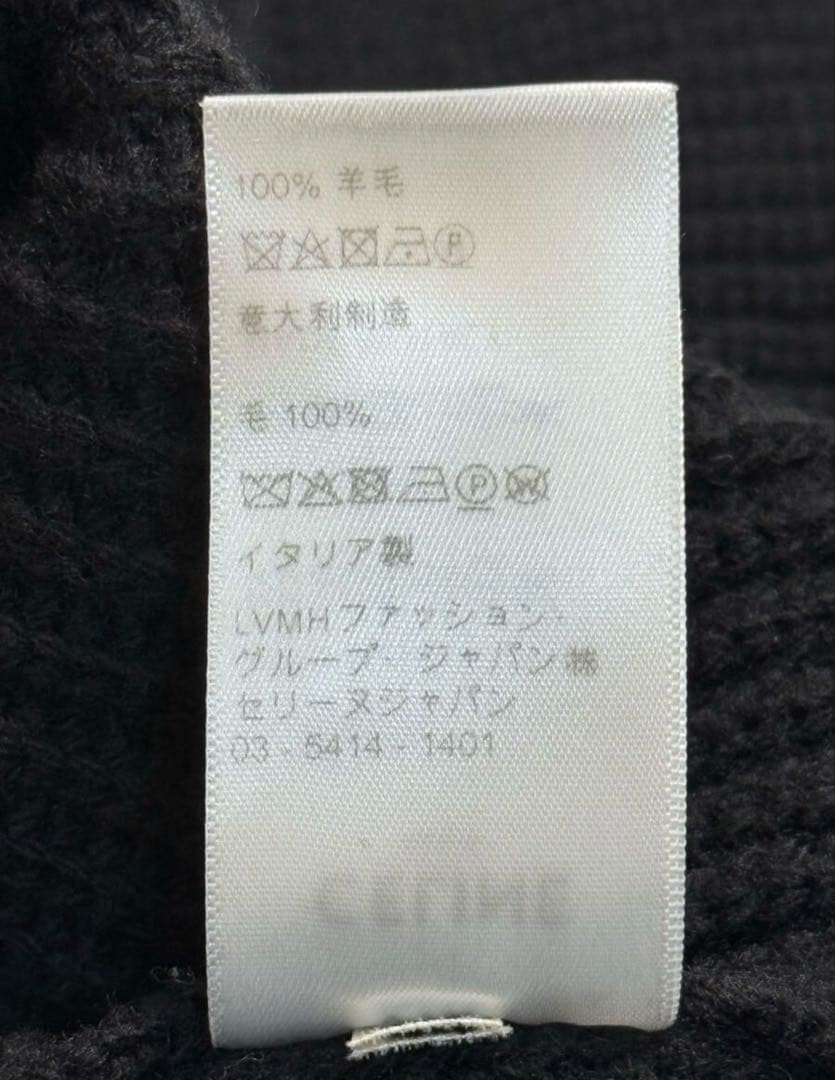 100% 羊毛
P
意大利制造
毛 100%
P W
イタリア製
LVMHファッション・
グループ・ジャパン㈱
セリーヌジャパン
03 - 5414 - 1401